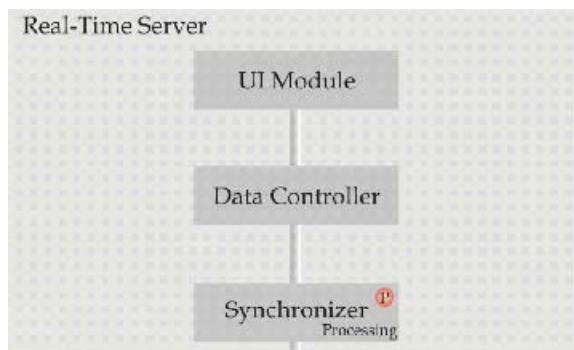 Real-Time Server
UI Module
Data Controller
Synchronizer P
Processing